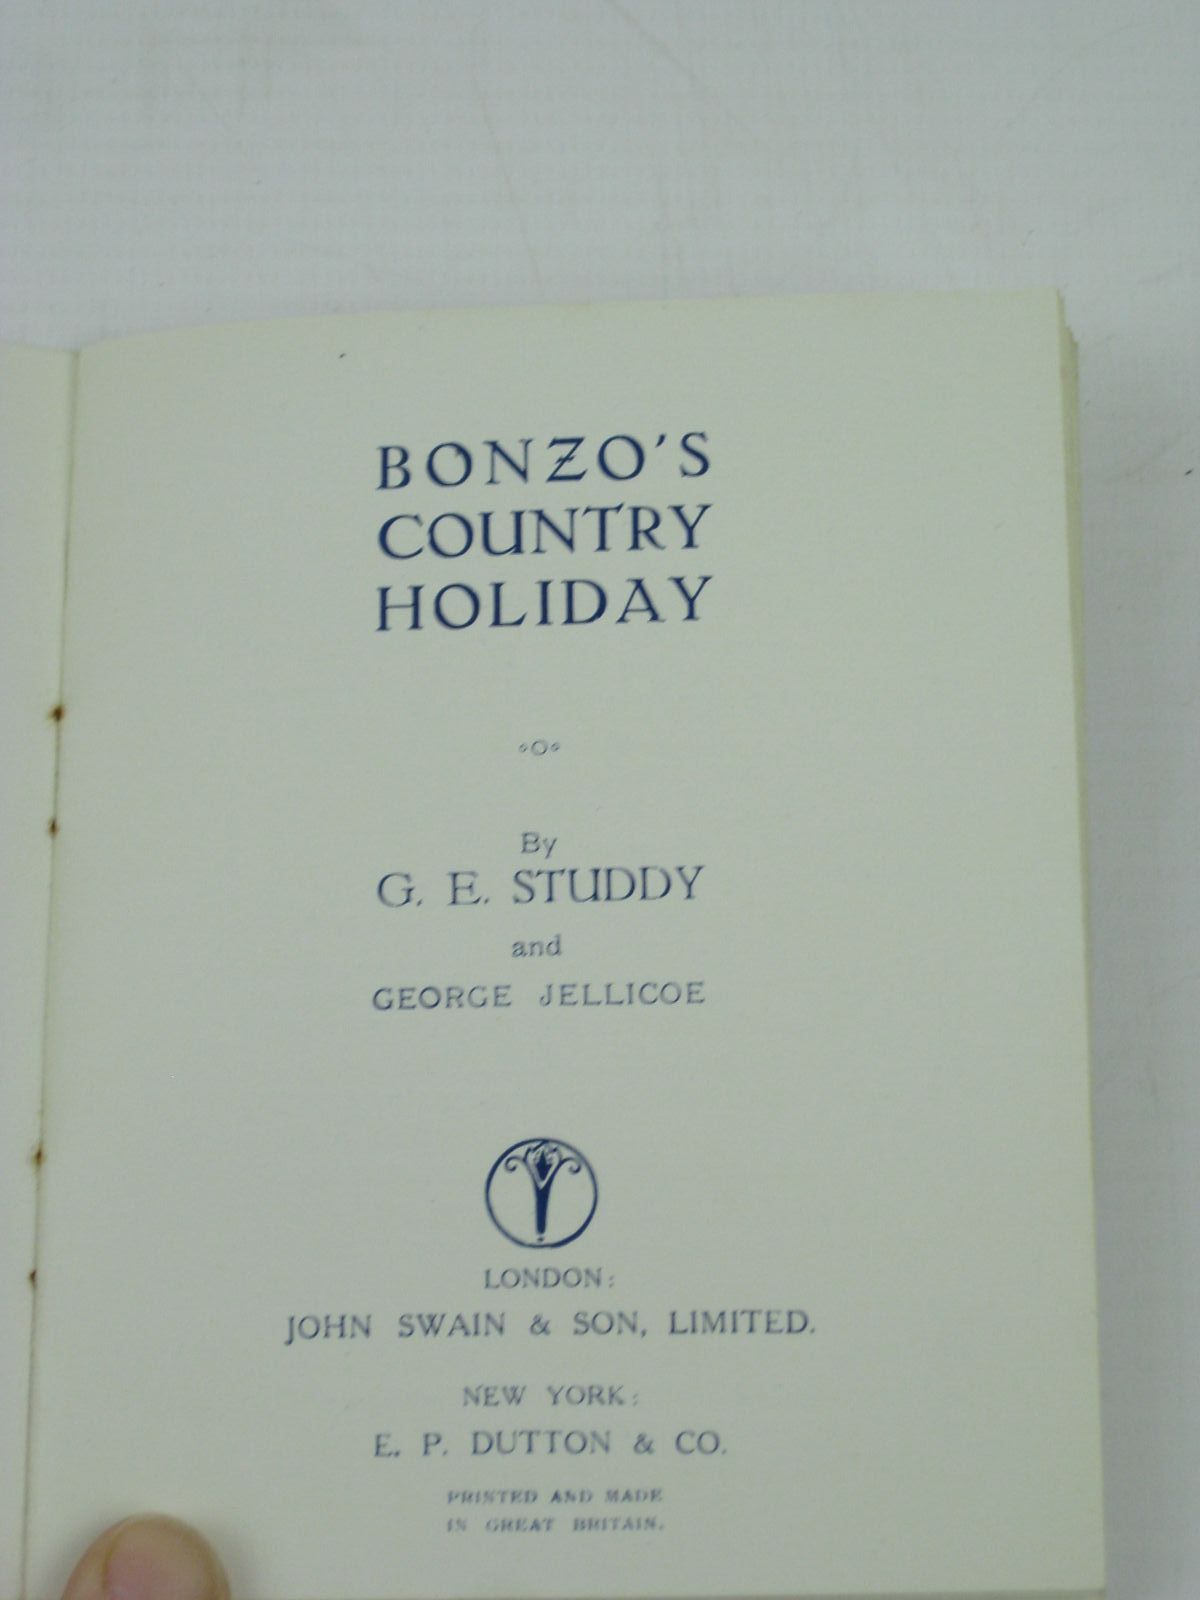 BONZO'S
COUNTRY
HOLIDAY
By
G. E. STUDDY
and
GEORGE JELLICOE
LONDON:
JOHN SWAIN & SON, LIMITED.
NEW YORK:
E. P. DUTTON & CO.
PRINTED AND MADE
IN GREAT BRITAIN.